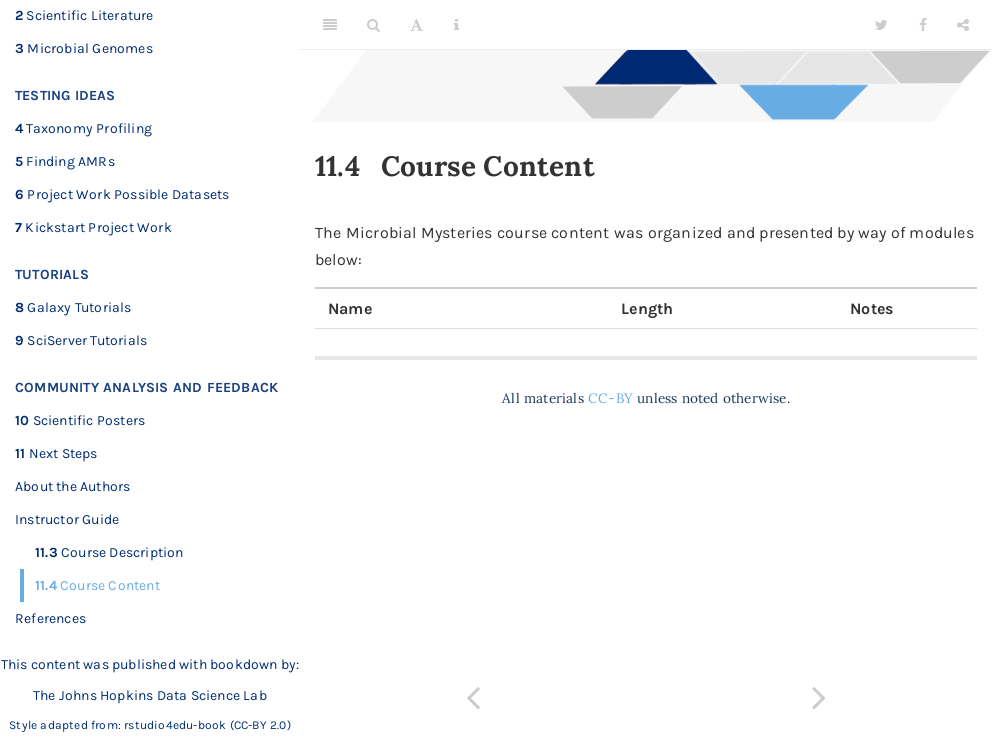 2 Scientific Literature
3 Microbial Genomes
TESTING IDEAS
4 Taxonomy Profiling
5 Finding AMRs
6 Project Work Possible Datasets
7 Kickstart Project Work
TUTORIALS
8 Galaxy Tutorials
9 SciServer Tutorials
COMMUNITY ANALYSIS AND FEEDBACK
10 Scientific Posters
11 Next Steps
About the Authors
Instructor Guide
11.3 Course Description
11.4 Course Content
References
This content was published with bookdown by:
The Johns Hopkins Data Science Lab
Style adapted from: rstudio4edu-book (CC-BY 2.0)
11.4 Course Content
The Microbial Mysteries course content was organized and presented by way of modules
below:
Name Length Notes
All materials CC-BY unless noted otherwise.